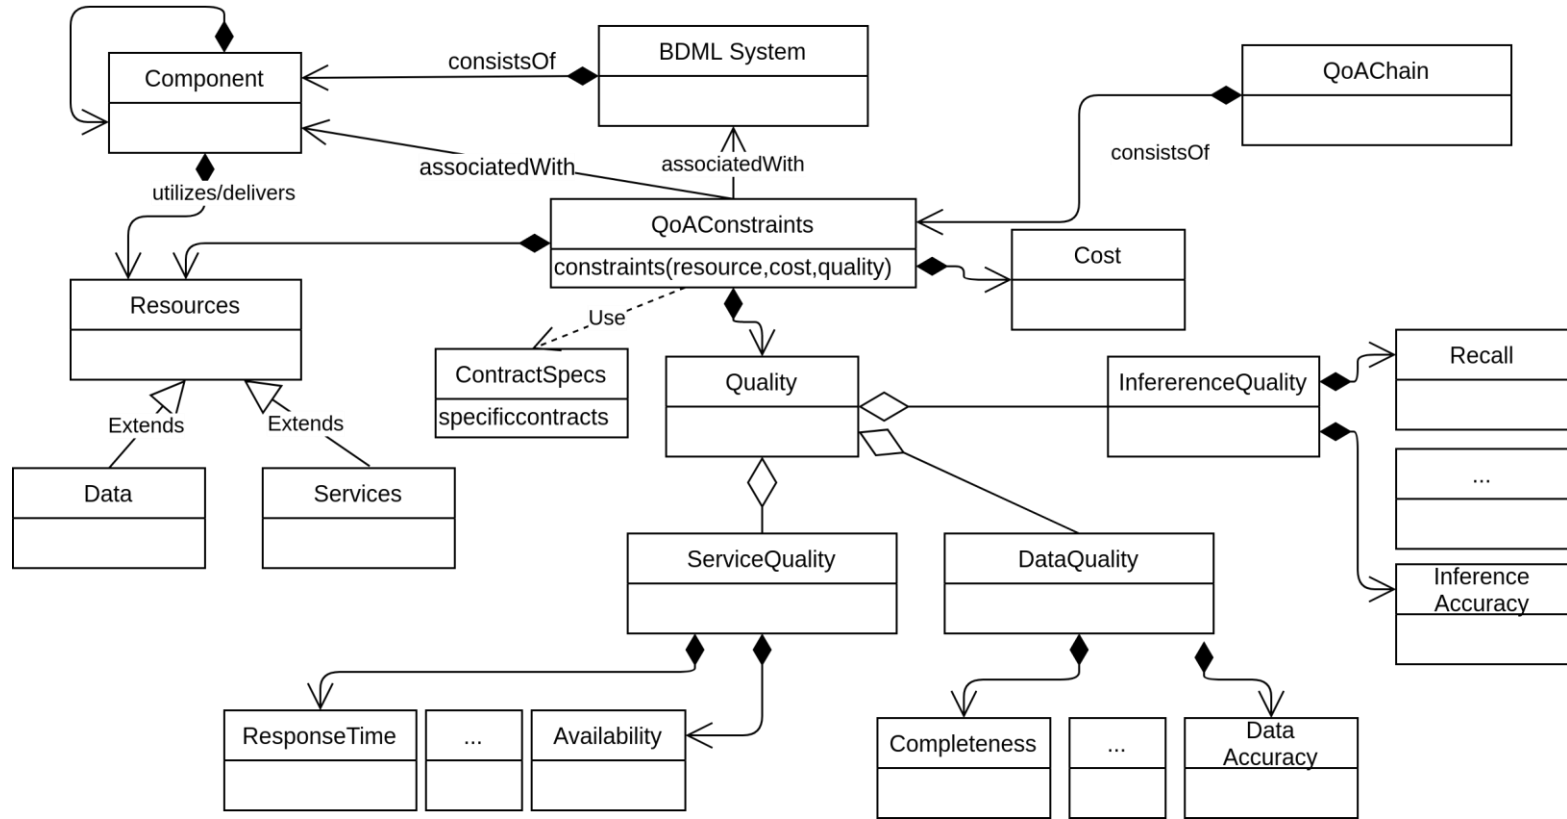 BDML System
QoAChain
Component
consistsOf
consistsOf
associatedWith
associatedWith
utilizes/delivers
QoAConstraints
constraints(resource,cost,quality)
Cost
Resources
Use
ContractSpecs
specificcontracts
Quality
InfererenceQuality
Recall
Extends
Extends
Data
Services
...
ServiceQuality
DataQuality
Inference
Accuracy
ResponseTime
...
Availability
Completeness
...
Data
Accuracy